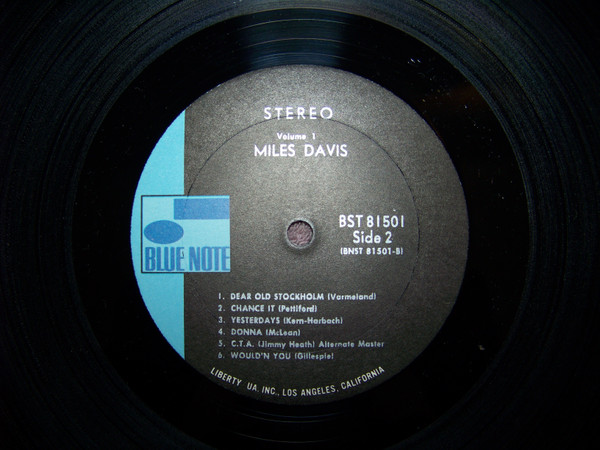 STEREO
Volume 1
MILES DAVIS
BST 81501
Side 2
(BNST 81501-B)
BLUE NOTE
1. DEAR OLD STOCKHOLM (Varmeland)
2. CHANCE IT (Pettiford)
3. YESTERDAYS (Kern-Harbach)
4. DONNA (McLean)
5. C.T.A. (Jimmy Heath) Alternate Master
6. WOULD'N YOU (Gillespie)
LIBERTY UA, INC., LOS ANGELES, CALIFORNIA